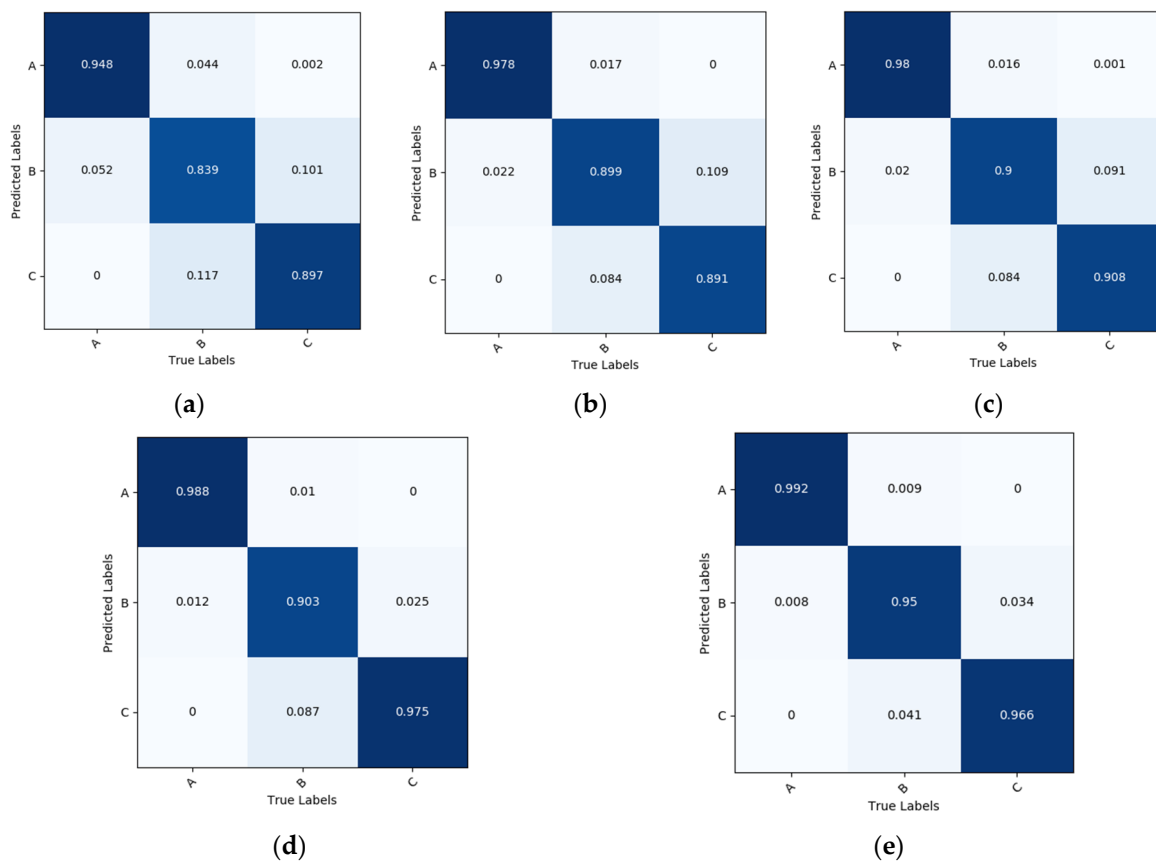 A 0.948 0.044 0.002
Predicted Labels
B 0.052 0.839 0.101
C 0 0.117 0.897
A B C
True Labels
(a)
A 0.978 0.017 0
Predicted Labels
B 0.022 0.899 0.109
C 0 0.084 0.891
A B C
True Labels
(b)
A 0.98 0.016 0.001
Predicted Labels
B 0.02 0.9 0.091
C 0 0.084 0.908
A B C
True Labels
(c)
A 0.988 0.01 0
Predicted Labels
B 0.012 0.903 0.025
C 0 0.087 0.975
A B C
True Labels
(d)
A 0.992 0.009 0
Predicted Labels
B 0.008 0.95 0.034
C 0 0.041 0.966
A B C
True Labels
(e)